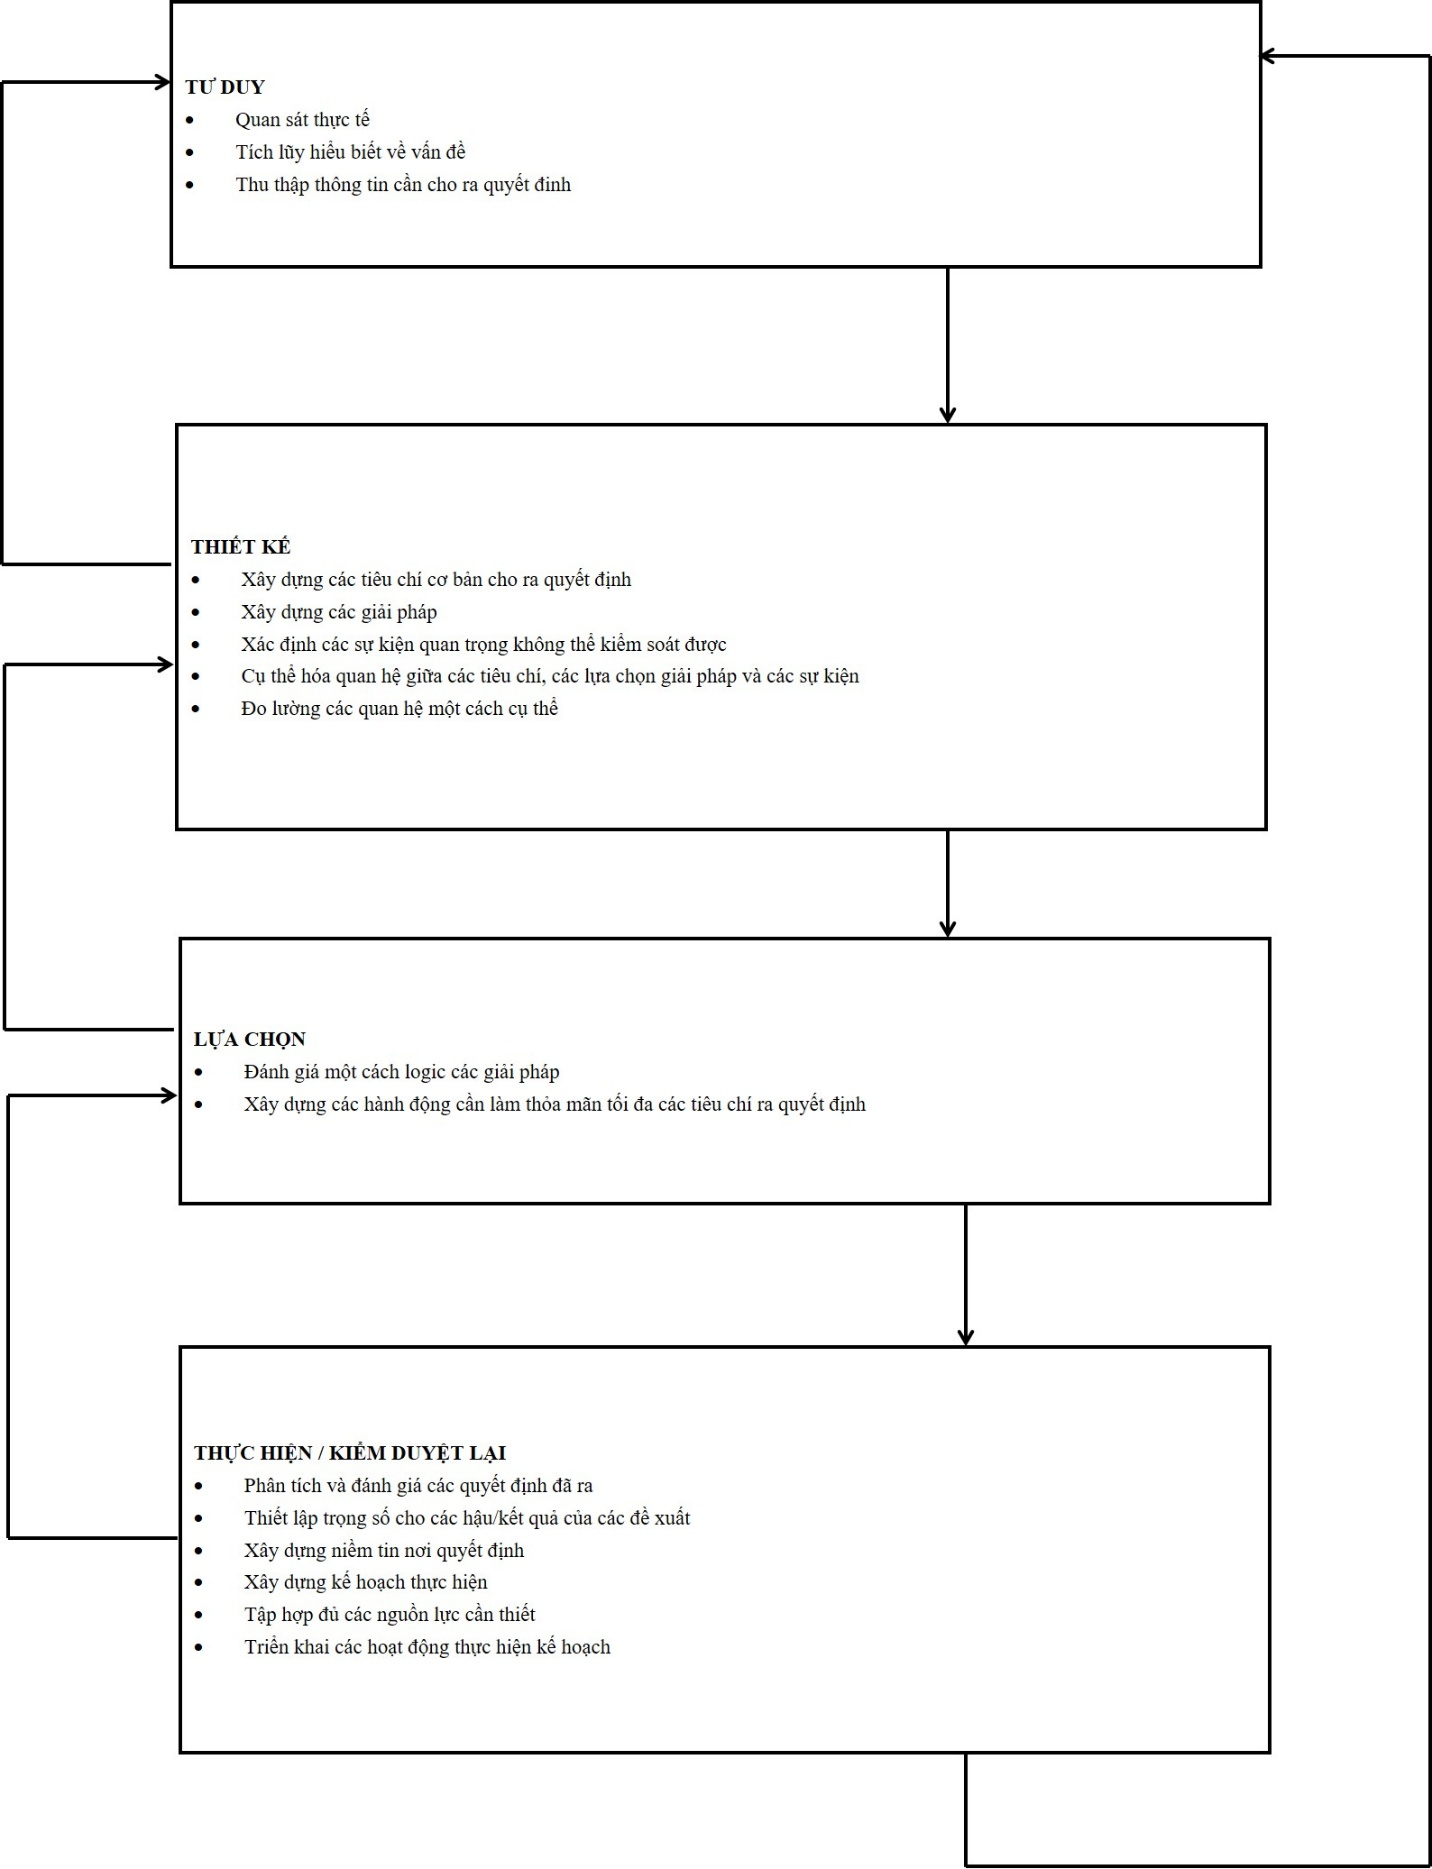 TƯ DUY
• Quan sát thực tế
• Tích lũy hiểu biết về vấn đề
• Thu thập thông tin cần cho ra quyết đinh
THIẾT KẾ
• Xây dựng các tiêu chí cơ bản cho ra quyết định
• Xây dựng các giải pháp
• Xác định các sự kiện quan trọng không thể kiểm soát được
• Cụ thể hóa quan hệ giữa các tiêu chí, các lựa chọn giải pháp và các sự kiện
• Đo lường các quan hệ một cách cụ thể
LỰA CHỌN
• Đánh giá một cách logic các giải pháp
• Xây dựng các hành động cần làm thỏa mãn tối đa các tiêu chí ra quyết định
THỰC HIỆN / KIỂM DUYỆT LẠI
• Phân tích và đánh giá các quyết định đã ra
• Thiết lập trọng số cho các hậu/kết quả của các đề xuất
• Xây dựng niềm tin nơi quyết định
• Xây dựng kế hoạch thực hiện
• Tập hợp đủ các nguồn lực cần thiết
• Triển khai các hoạt động thực hiện kế hoạch